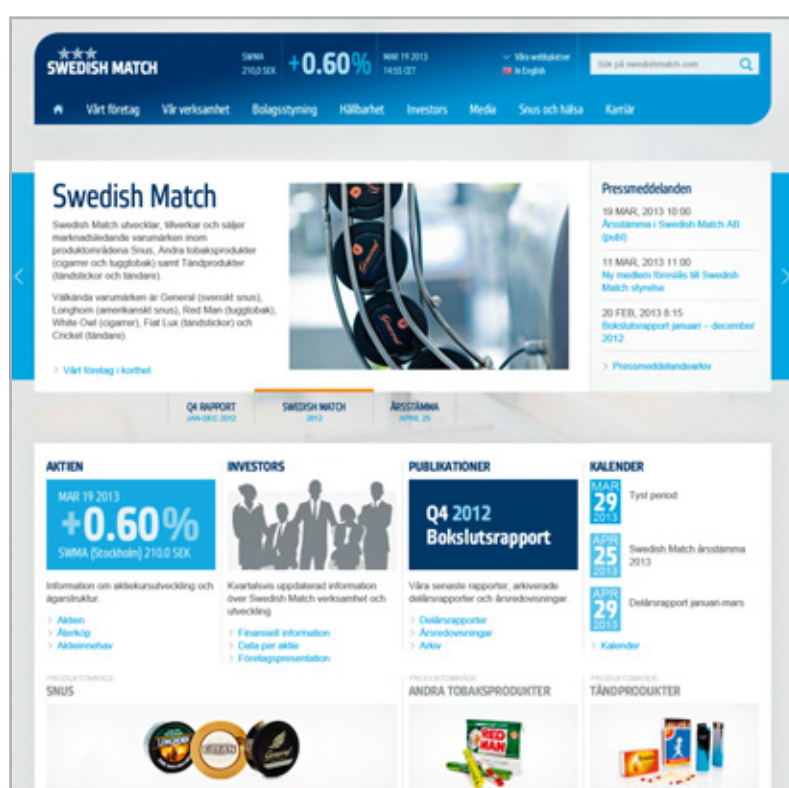 SWEDISH MATCH
SWMA
210,0 SEK
+0.60%
MAR 19 2013
14:55 CET
Våra webbplatser
In English
Sök på swedishmatch.com
Vårt företag Vår verksamhet Bolagsstyrning Hållbarhet Investors Media Snus och hälsa Karriär
Swedish Match
Swedish Match utvecklar, tillverkar och säljer
marknadsledande varumärken inom
produktområdena Snus, Andra tobaksprodukter
(cigarrer och tuggtobak) samt Tändprodukter
(tändstickor och tändare).
Välkända varumärken är General (svenskt snus),
Longhorn (amerikanskt snus), Red Man (tuggtobak),
White Owl (cigarrer), Fiat Lux (tändstickor) och
Cricket (tändare).
> Vårt företag i korthet
General
Pressmeddelanden
19 MAR, 2013 10:00
Årsstämma i Swedish Match AB
(publ)
11 MAR, 2013 11:00
Ny medlem föreslås till Swedish
Match styrelse
20 FEB, 2013 8:15
Bokslutsrapport januari – december
2012
> Pressmeddelandearkiv
Q4 RAPPORT
JAN-DEC 2012
SWEDISH MATCH
2012
ÅRSSTÄMMA
APRIL 25
AKTIEN
MAR 19 2013
+0.60%
SWMA (Stockholm) 210.0 SEK
Information om aktiekursutveckling och
ägarstruktur.
> Aktien
> Återköp
> Aktieinnehav
INVESTORS
Kvartalsvis uppdaterad information
över Swedish Match verksamhet och
utveckling.
> Finansiell information
> Data per aktie
> Företagspresentation
PUBLIKATIONER
Q4 2012
Bokslutsrapport
Våra senaste rapporter, arkiverade
delårsrapporter och årsredovisningar.
> Delårsrapporter
> Årsredovisningar
> Arkiv
KALENDER
MAR
29
2013
Tyst period
APR
25
2013
Swedish Match årsstämma
2013
APR
29
2013
Delårsrapport januari-mars
> Kalender
PRODUKTOMRÅDE
SNUS
LONGHORN
General
PRODUKTOMRÅDE
ANDRA TOBAKSPRODUKTER
RED
MAN
PRODUKTOMRÅDE
TÄNDPRODUKTER